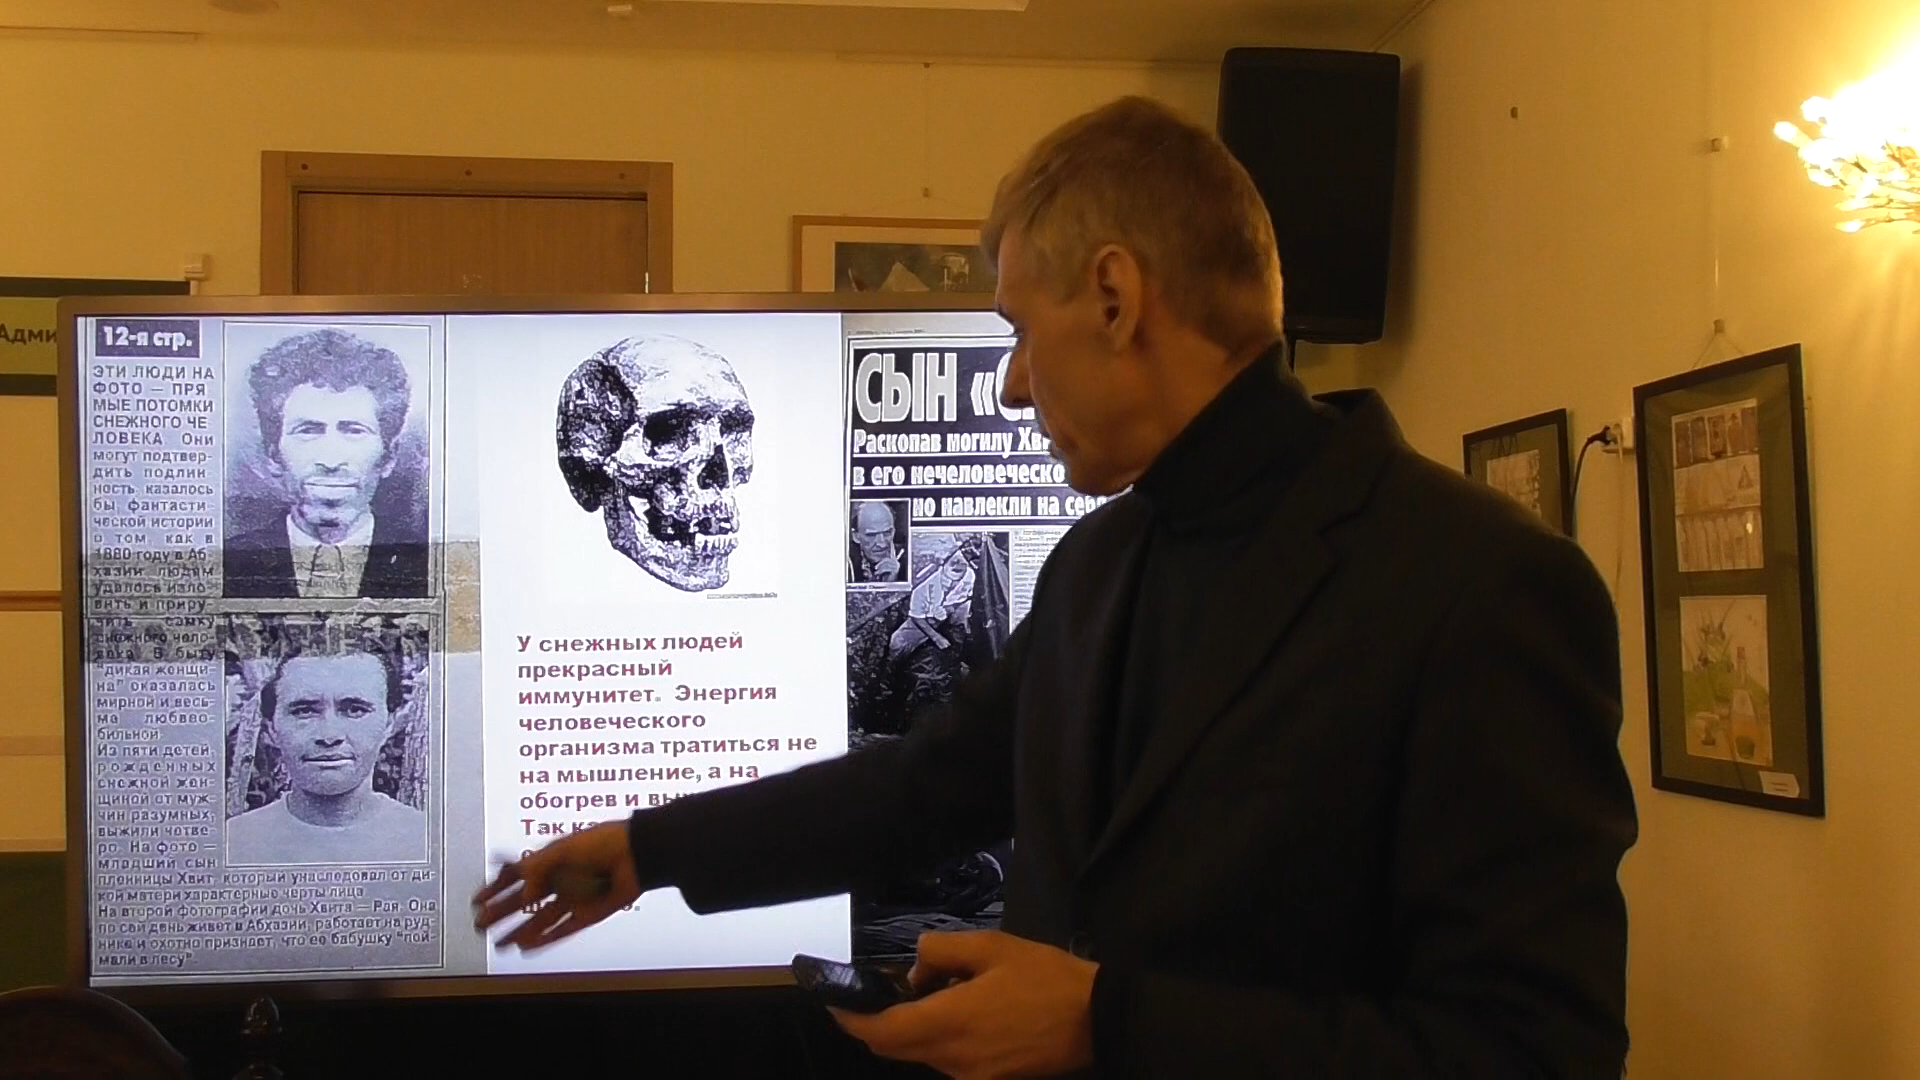 Адми
12-я стр.
ЭТИ ЛЮДИ НА
ФОТО — ПРЯ
МЫЕ ПОТОМКИ
СНЕЖНОГО ЧЕ
ЛОВЕКА Они
могут подтвер-
дить подлин-
ность казалось
бы фантасти-
ческой истории
о том, как в
1880 году в Аб-
хазии людям
удалось изло-
вить и приру-
чить самку
снежного чело-
века. В быту
"дикая женщи-
на" оказалась
мирной и весь-
ма любвео-
бильной.
Из пяти детей,
рожденных
снежной жен-
щиной от муж-
чин разумных,
выжили четве-
ро. На фото —
младший сын
пленницы Хвит, который унаследовал от ди-
кой матери характерные черты лица
На второй фотографии дочь Хвита — Рая. Она
по сей день живет в Абхазии, работает на руд-
нике и охотно признает, что ее бабушку "пой-
мали в лесу".
У снежных людей
прекрасный
иммунитет. Энергия
человеческого
организма тратиться не
на мышление, а на
обогрев и
Так
СЫН
Раскопав могилу
в его
но навлекли на